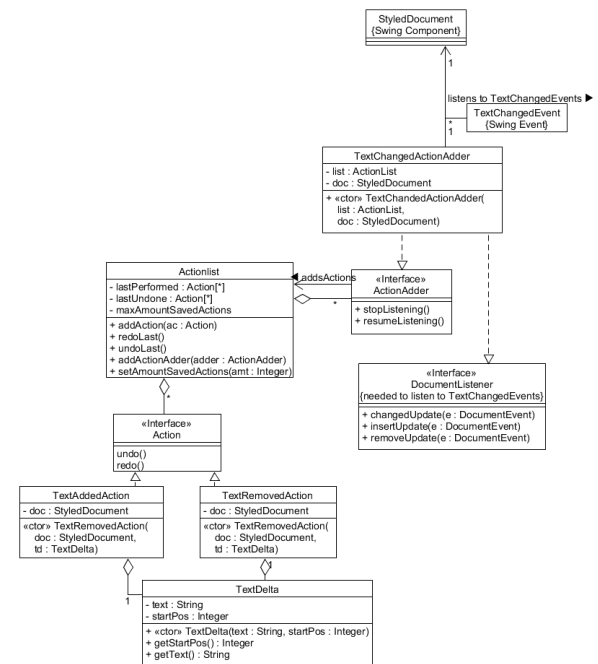 StyledDocument
{Swing Component}
1
listens to TextChangedEvents ▶
*
1
TextChangedEvent
{Swing Event}
TextChangedActionAdder
- list : ActionList
- doc : StyledDocument
+ «ctor» TextChandedActionAdder(
list : ActionList,
doc : StyledDocument)
Actionlist
- lastPerformed : Action[*]
- lastUndone : Action[*]
- maxAmountSavedActions
+ addAction(ac : Action)
+ redoLast()
+ undoLast()
+ addActionAdder(adder : ActionAdder)
+ setAmountSavedActions(amt : Integer)
◀ addsActions
*
«Interface»
ActionAdder
+ stopListening()
+ resumeListening()
«Interface»
DocumentListener
{needed to listen to TextChangedEvents}
+ changedUpdate(e : DocumentEvent)
+ insertUpdate(e : DocumentEvent)
+ removeUpdate(e : DocumentEvent)
*
«Interface»
Action
undo()
redo()
TextAddedAction
- doc : StyledDocument
«ctor» TextRemovedAction(
doc : StyledDocument,
td : TextDelta)
TextRemovedAction
- doc : StyledDocument
«ctor» TextRemovedAction(
doc : StyledDocument,
td : TextDelta)
1
1
TextDelta
- text : String
- startPos : Integer
+ «ctor» TextDelta(text : String, startPos : Integer)
+ getStartPos() : Integer
+ getText() : String